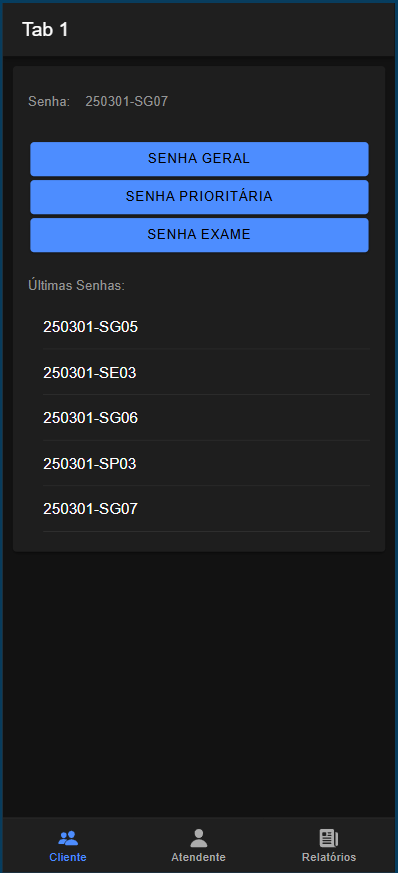 Tab 1
Senha: 250301-SG07
SENHA GERAL
SENHA PRIORITÁRIA
SENHA EXAME
Últimas Senhas:
250301-SG05
250301-SE03
250301-SG06
250301-SP03
250301-SG07
Cliente Atendente Relatórios